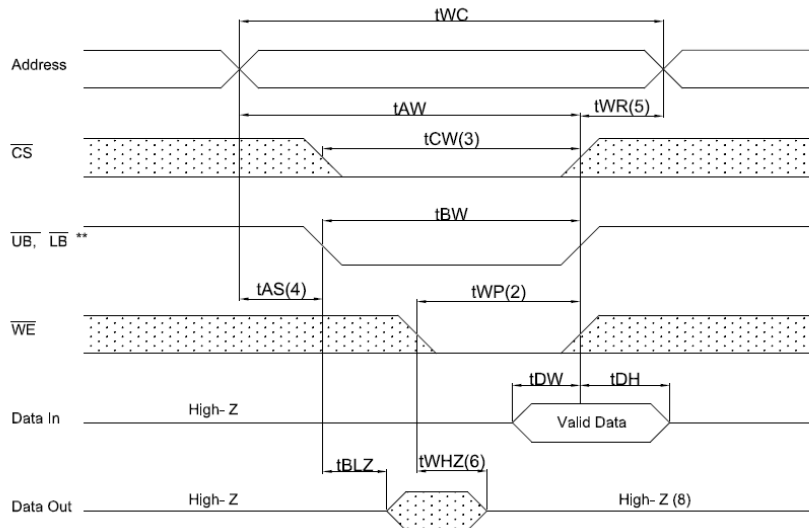 tWC
Address
tAW
tWR(5)
CS
tCW(3)
UB, LB **
tBW
tAS(4)
tWP(2)
WE
tDW
tDH
Data In
High- Z
Valid Data
tBLZ
tWHZ(6)
Data Out
High- Z
High- Z (8)